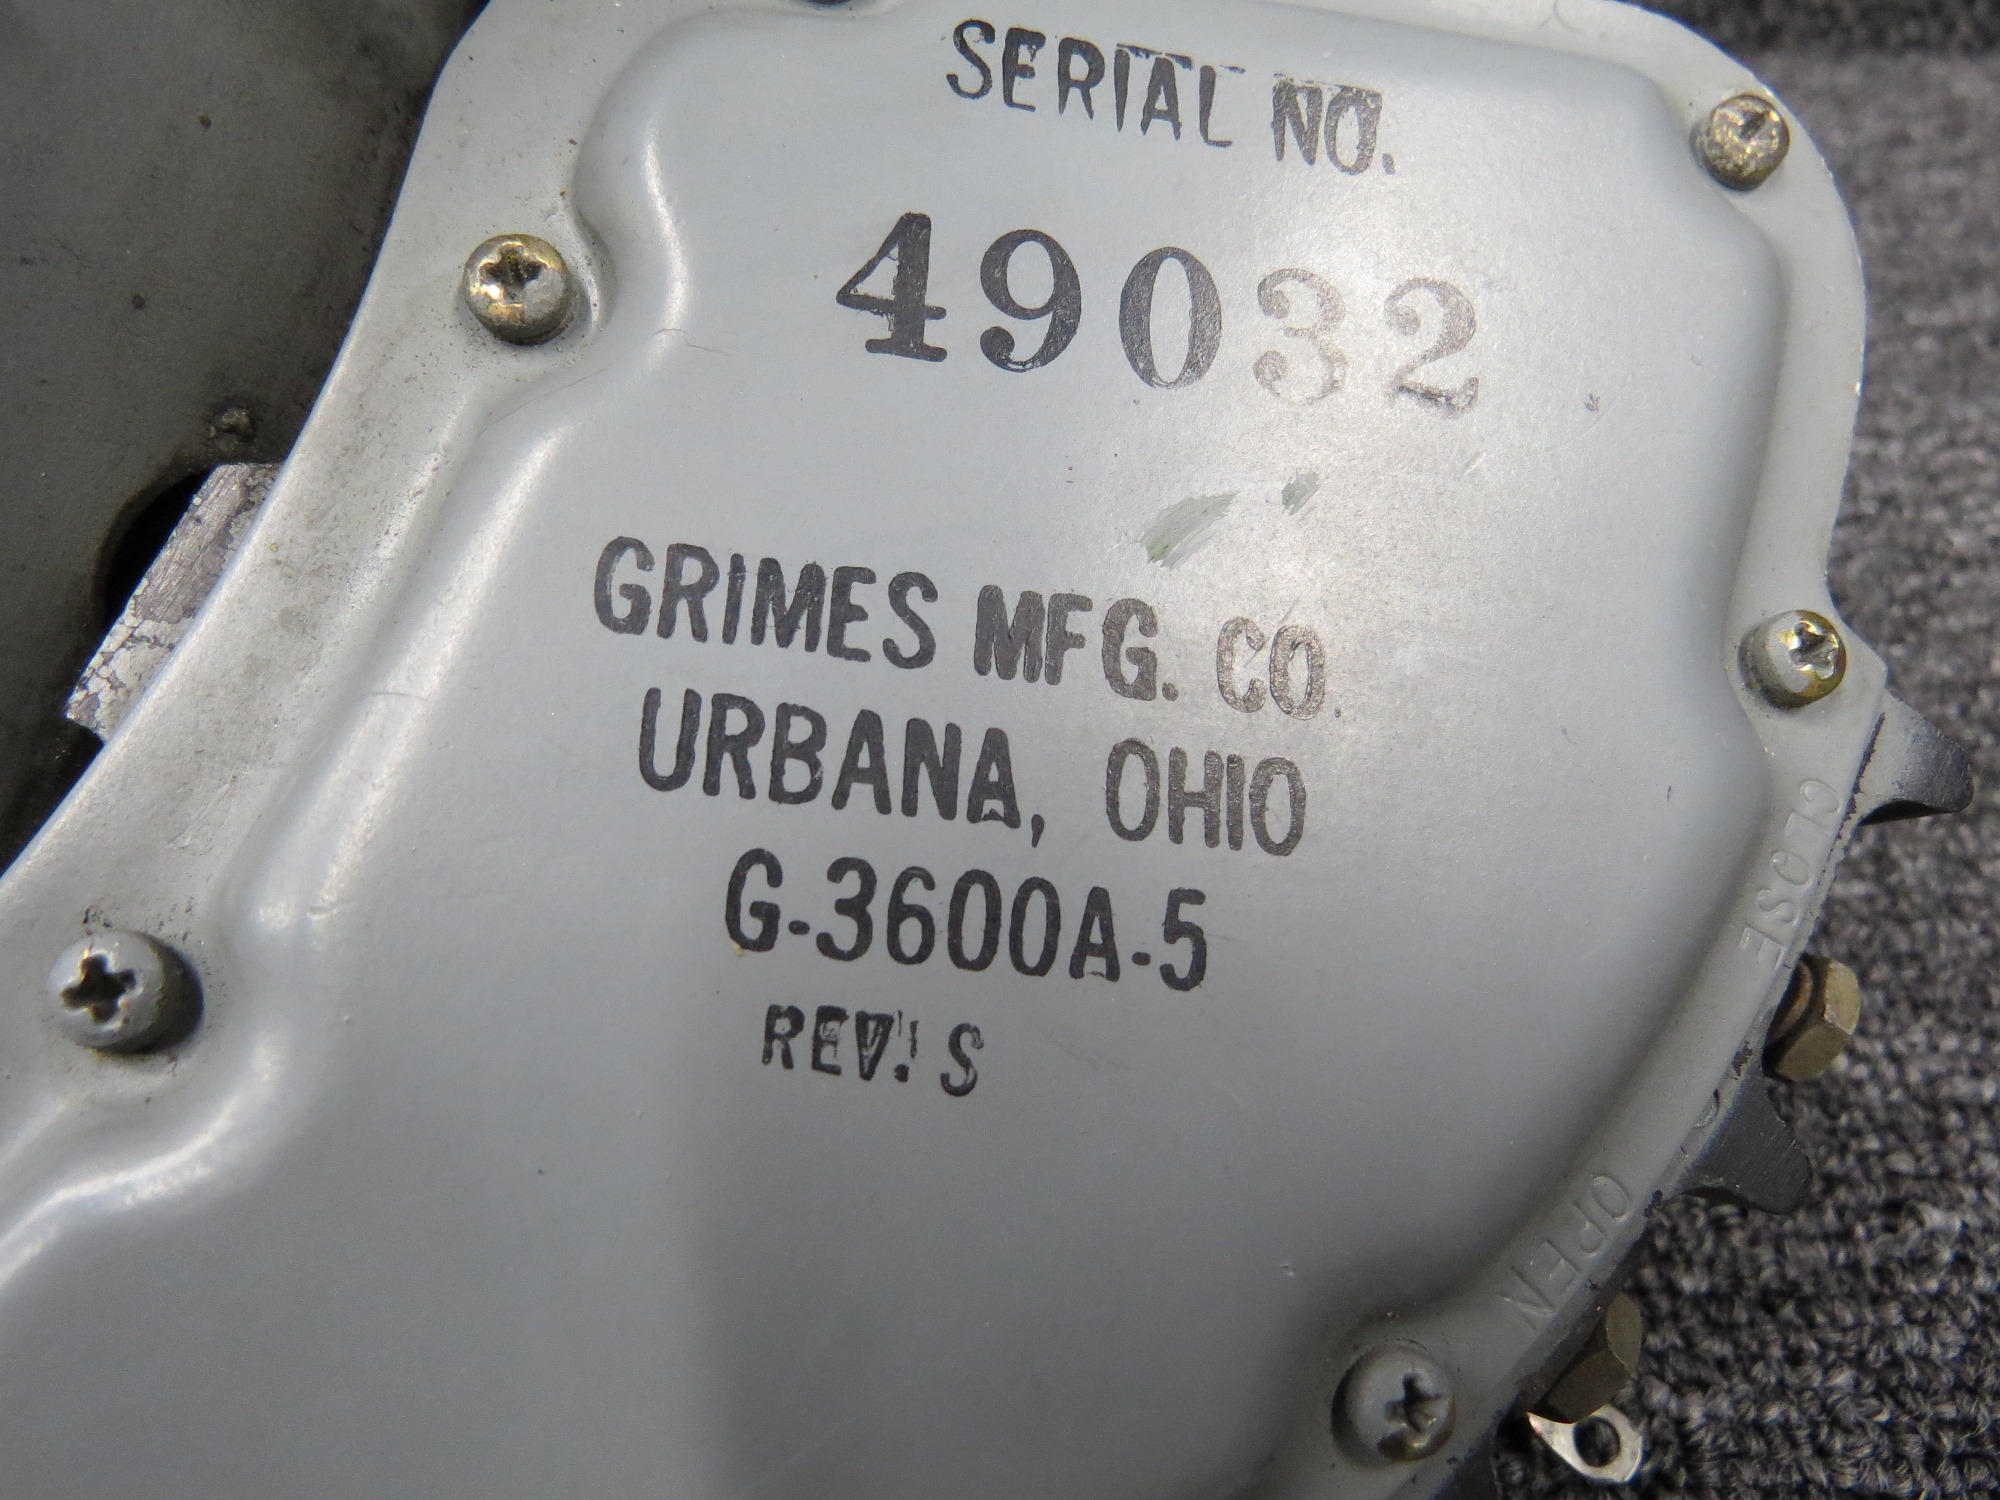 SERIAL NO.
49032
GRIMES MFG. CO.
URBANA, OHIO
G-3600A-5
REV. S
CLOSE
OPEN